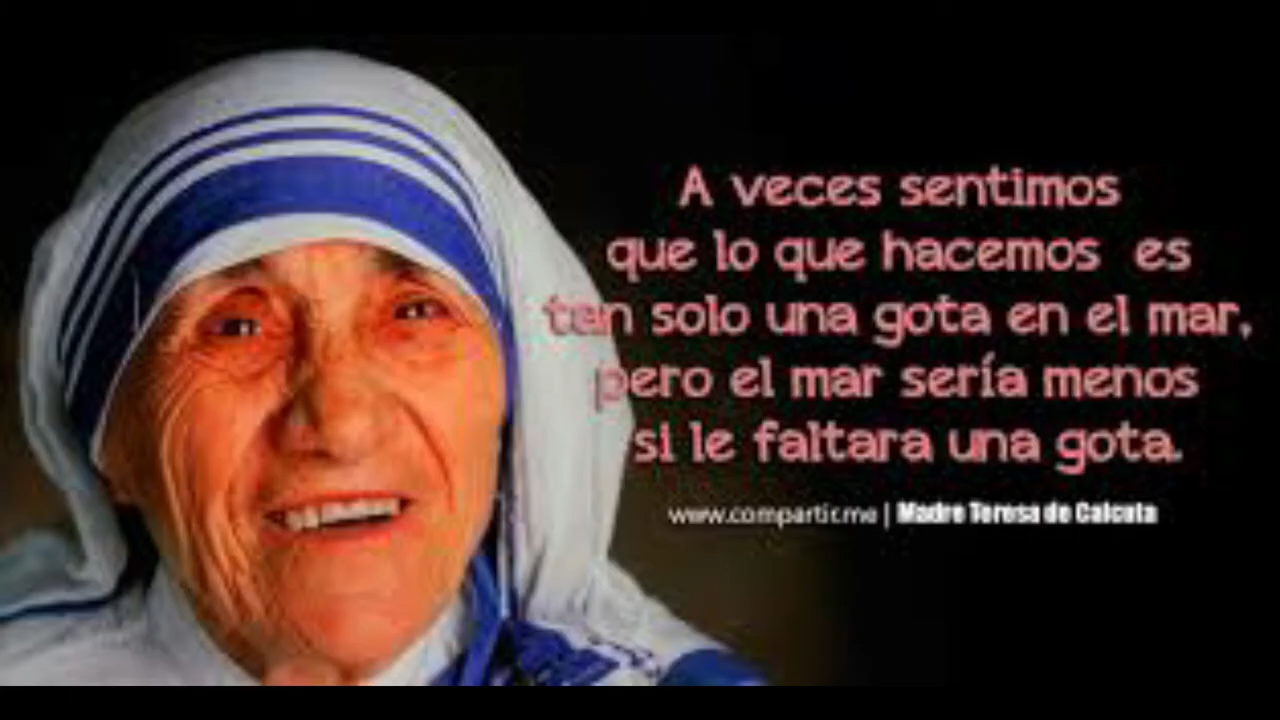 A veces sentimos
que lo que hacemos es
tan solo una gota en el mar,
pero el mar sería menos
si le faltara una gota.
www.compartir.me | Madre Teresa de Calcuta